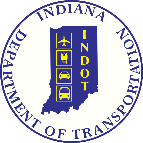 INDIANA
INDOT
DEPARTMENT OF TRANSPORTATION